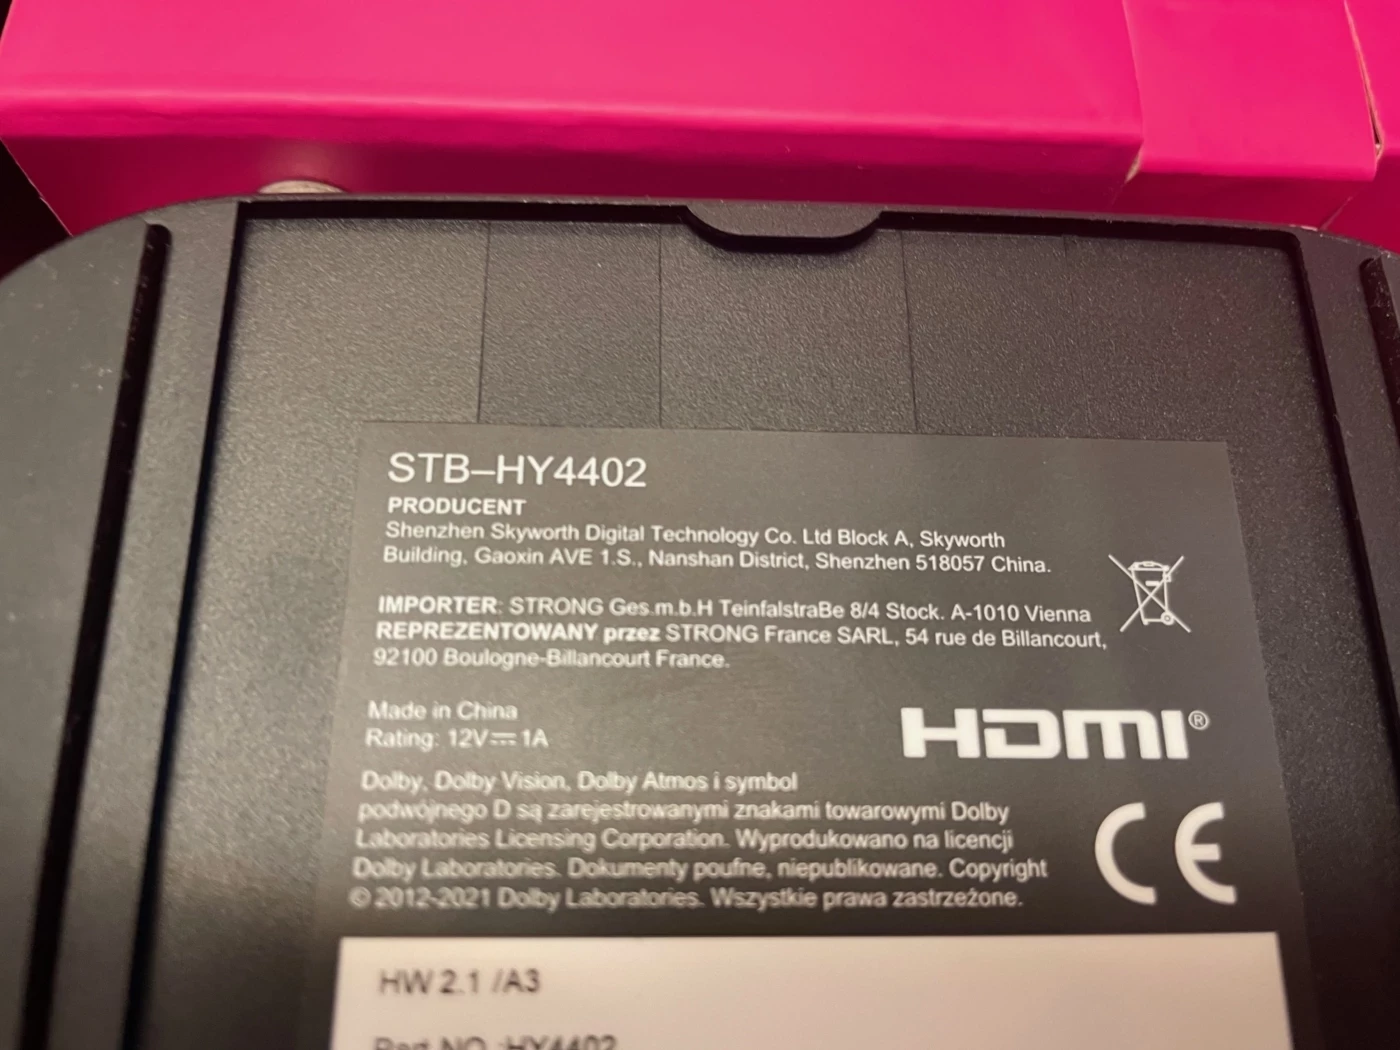 STB–HY4402
PRODUCENT
Shenzhen Skyworth Digital Technology Co. Ltd Block A, Skyworth
Building, Gaoxin AVE 1.S., Nanshan District, Shenzhen 518057 China.
IMPORTER: STRONG Ges.m.b.H TeinfalstraBe 8/4 Stock. A-1010 Vienna
REPREZENTOWANY przez STRONG France SARL, 54 rue de Billancourt,
92100 Boulogne-Billancourt France.
Made in China
Rating: 12V⎓1A
HDMI®
Dolby, Dolby Vision, Dolby Atmos i symbol
podwójnego D są zarejestrowanymi znakami towarowymi Dolby
Laboratories Licensing Corporation. Wyprodukowano na licencji
Dolby Laboratories. Dokumenty poufne, niepublikowane. Copyright
© 2012-2021 Dolby Laboratories. Wszystkie prawa zastrzeżone.
CE
HW 2.1 /A3
Part NO :HY4402